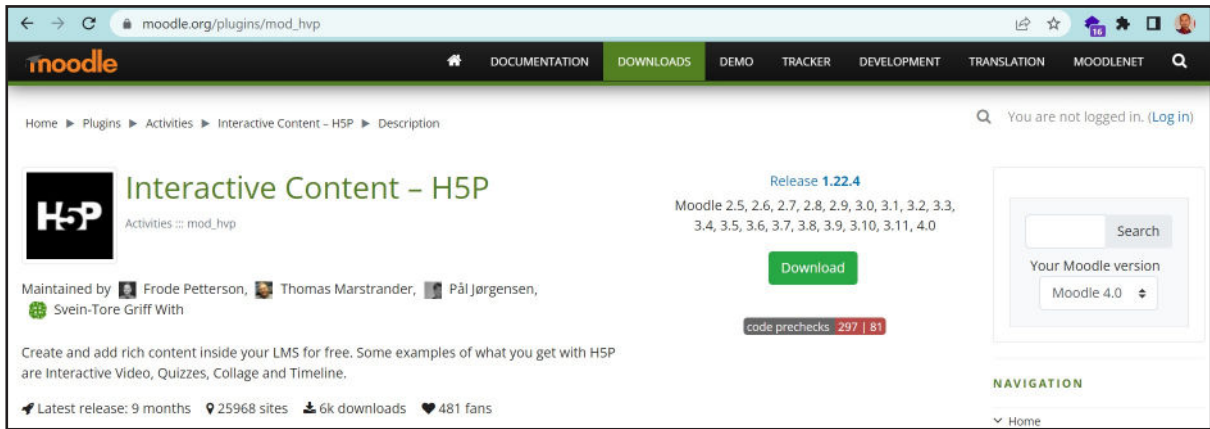 moodle.org/plugins/mod_hvp
16
moodle
DOCUMENTATION DOWNLOADS DEMO TRACKER DEVELOPMENT TRANSLATION MOODLENET
Home ▶ Plugins ▶ Activities ▶ Interactive Content – H5P ▶ Description
You are not logged in. (Log in)
H5P
Interactive Content – H5P
Activities ::: mod_hvp
Release 1.22.4
Moodle 2.5, 2.6, 2.7, 2.8, 2.9, 3.0, 3.1, 3.2, 3.3,
3.4, 3.5, 3.6, 3.7, 3.8, 3.9, 3.10, 3.11, 4.0
Download
code prechecks 297 | 81
Search
Your Moodle version
Moodle 4.0
Maintained by Frode Petterson, Thomas Marstrander, Pål Jørgensen,
Svein-Tore Griff With
Create and add rich content inside your LMS for free. Some examples of what you get with H5P
are Interactive Video, Quizzes, Collage and Timeline.
Latest release: 9 months 25968 sites 6k downloads 481 fans
NAVIGATION
Home